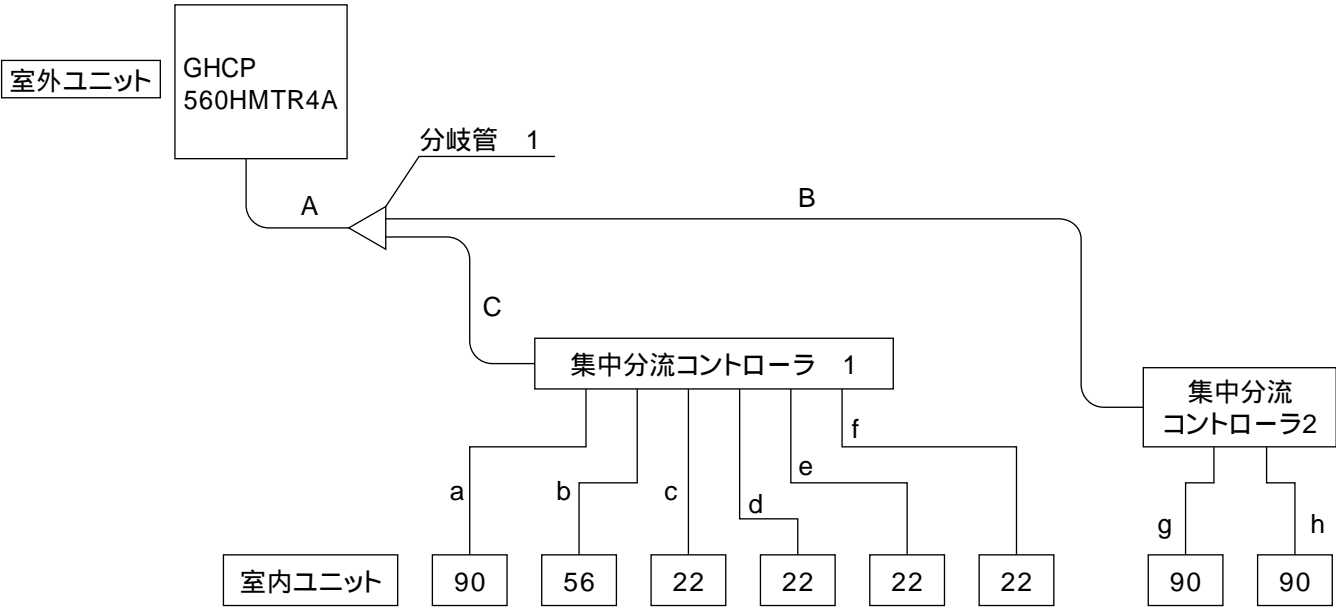 室外ユニット
GHCP
560HMTR4A
分岐管 1
A
B
C
集中分流コントローラ 1
集中分流
コントローラ2
a
b
c
d
e
f
g
h
室内ユニット
90
56
22
22
22
22
90
90